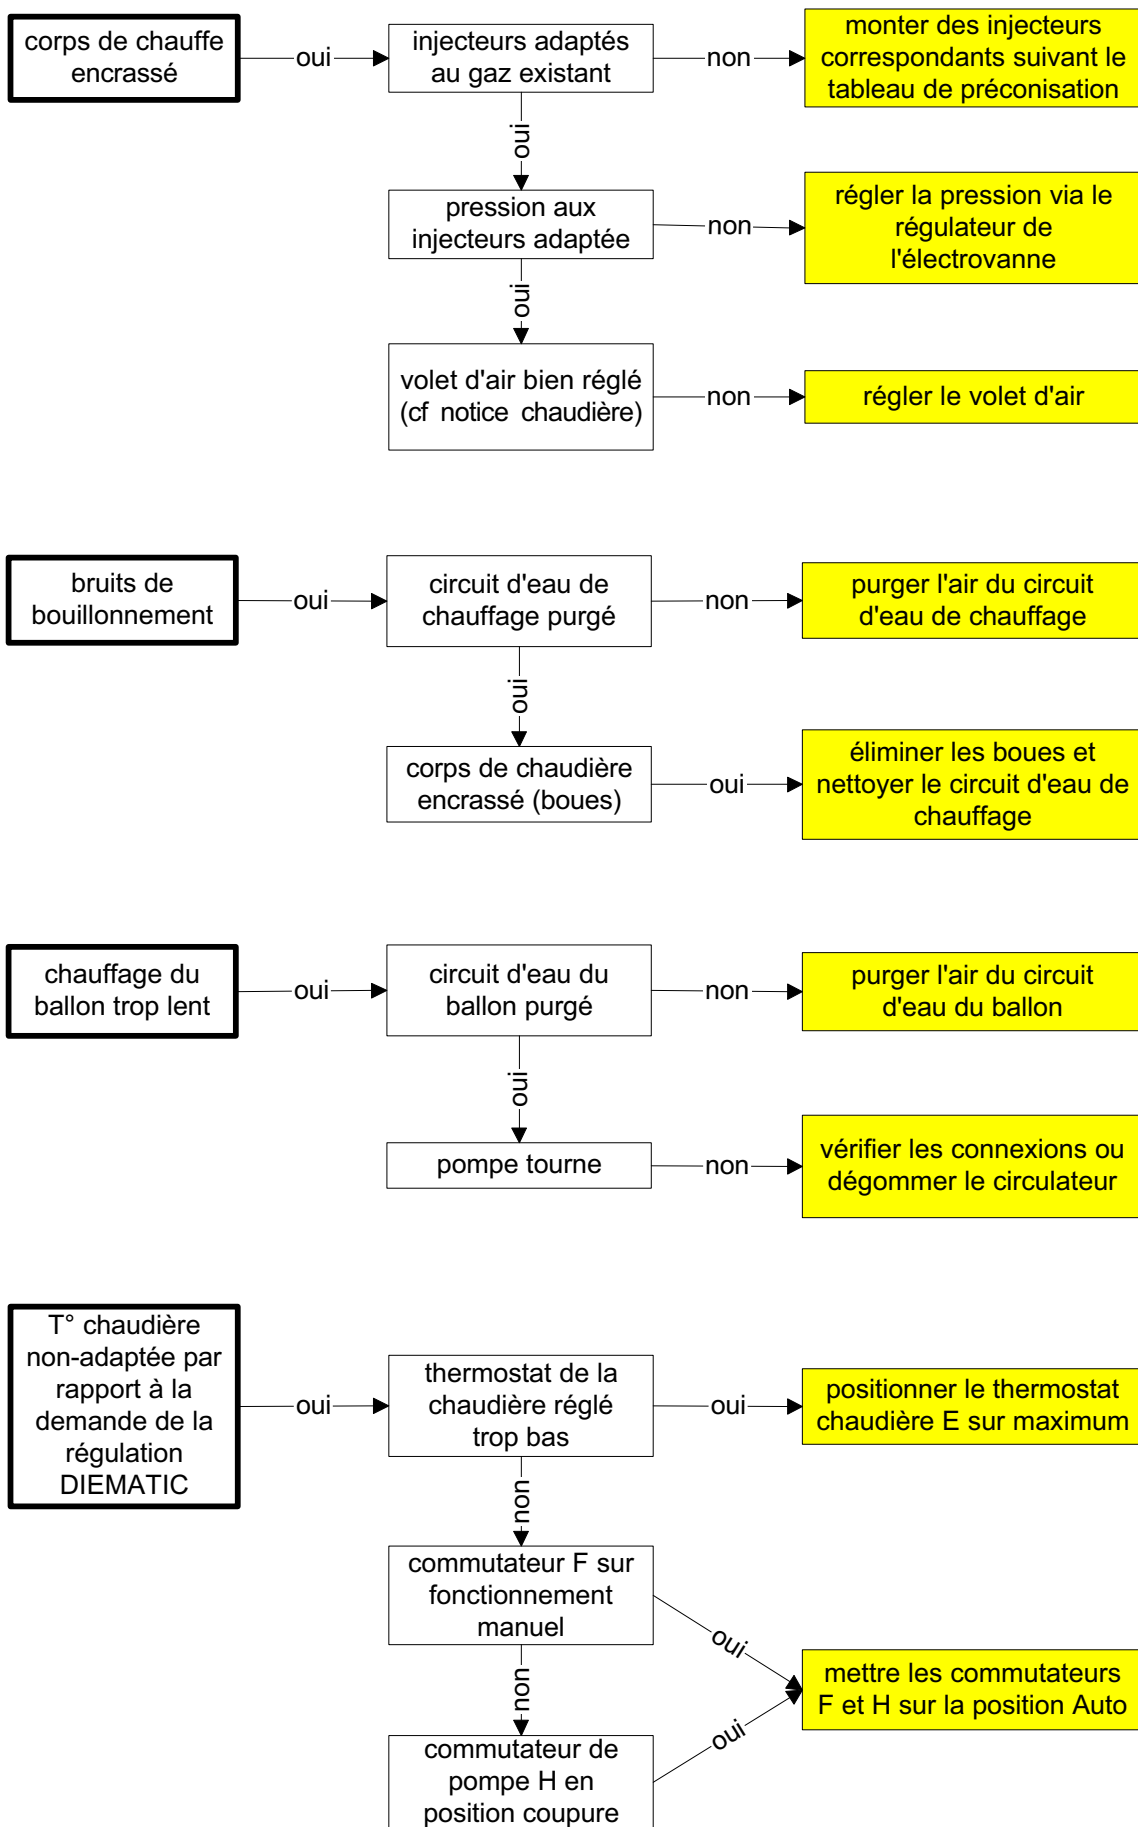 corps de chauffe
encrassé
oui
injecteurs adaptés
au gaz existant
non
monter des injecteurs
correspondants suivant le
tableau de préconisation
oui
pression aux
injecteurs adaptée
non
régler la pression via le
régulateur de
l'électrovanne
oui
volet d'air bien réglé
(cf notice chaudière)
non
régler le volet d'air
bruits de
bouillonnement
oui
circuit d'eau de
chauffage purgé
non
purger l'air du circuit
d'eau de chauffage
oui
corps de chaudière
encrassé (boues)
oui
éliminer les boues et
nettoyer le circuit d'eau de
chauffage
chauffage du
ballon trop lent
oui
circuit d'eau du
ballon purgé
non
purger l'air du circuit
d'eau du ballon
oui
pompe tourne
non
vérifier les connexions ou
dégommer le circulateur
T° chaudière
non-adaptée par
rapport à la
demande de la
régulation
DIEMATIC
oui
thermostat de la
chaudière réglé
trop bas
oui
positionner le thermostat
chaudière E sur maximum
non
commutateur F sur
fonctionnement
manuel
oui
mettre les commutateurs
F et H sur la position Auto
non
commutateur de
pompe H en
position coupure
oui